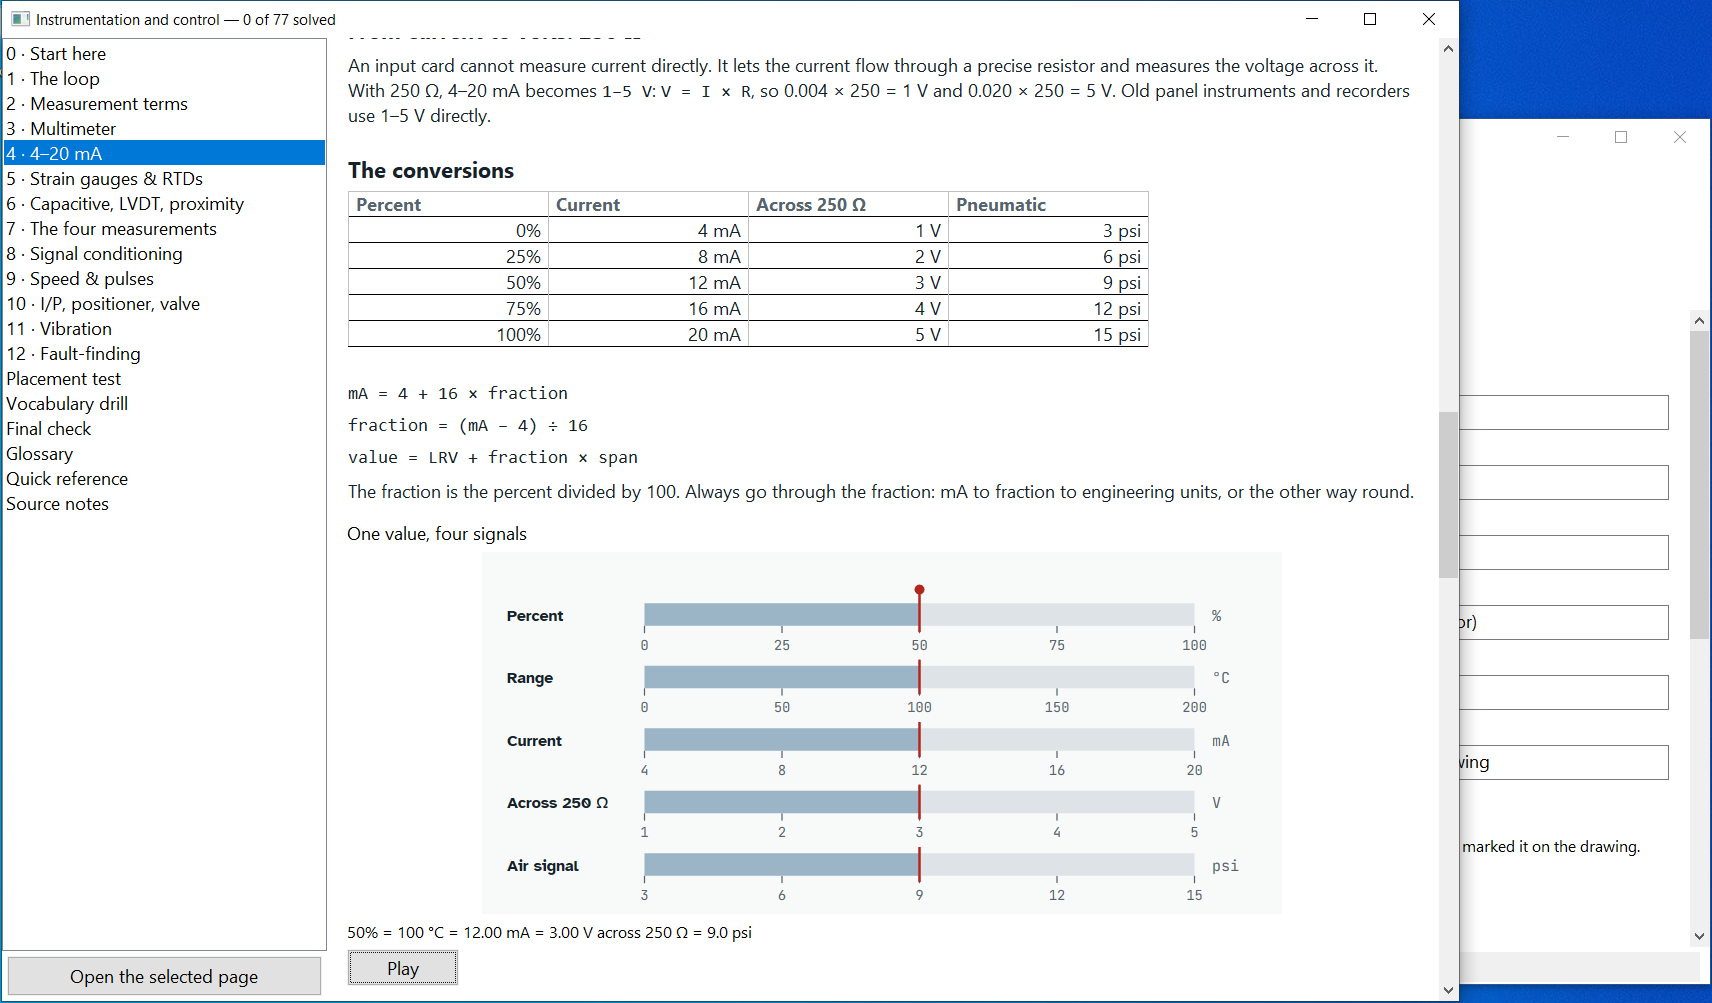 Instrumentation and control — 0 of 77 solved
0 · Start here
1 · The loop
2 · Measurement terms
3 · Multimeter
4 · 4–20 mA
5 · Strain gauges & RTDs
6 · Capacitive, LVDT, proximity
7 · The four measurements
8 · Signal conditioning
9 · Speed & pulses
10 · I/P, positioner, valve
11 · Vibration
12 · Fault-finding
Placement test
Vocabulary drill
Final check
Glossary
Quick reference
Source notes
Open the selected page
An input card cannot measure current directly. It lets the current flow through a precise resistor and measures the voltage across it.
With 250 Ω, 4–20 mA becomes 1–5 V: V = I × R, so 0.004 × 250 = 1 V and 0.020 × 250 = 5 V. Old panel instruments and recorders
use 1–5 V directly.
The conversions
Percent Current Across 250 Ω Pneumatic
0% 4 mA 1 V 3 psi
25% 8 mA 2 V 6 psi
50% 12 mA 3 V 9 psi
75% 16 mA 4 V 12 psi
100% 20 mA 5 V 15 psi
mA = 4 + 16 × fraction
fraction = (mA − 4) ÷ 16
value = LRV + fraction × span
The fraction is the percent divided by 100. Always go through the fraction: mA to fraction to engineering units, or the other way round.
One value, four signals
Percent %
0 25 50 75 100
Range °C
0 50 100 150 200
Current mA
4 8 12 16 20
Across 250 Ω V
1 2 3 4 5
Air signal psi
3 6 9 12 15
50% = 100 °C = 12.00 mA = 3.00 V across 250 Ω = 9.0 psi
Play
or)
wing
marked it on the drawing.